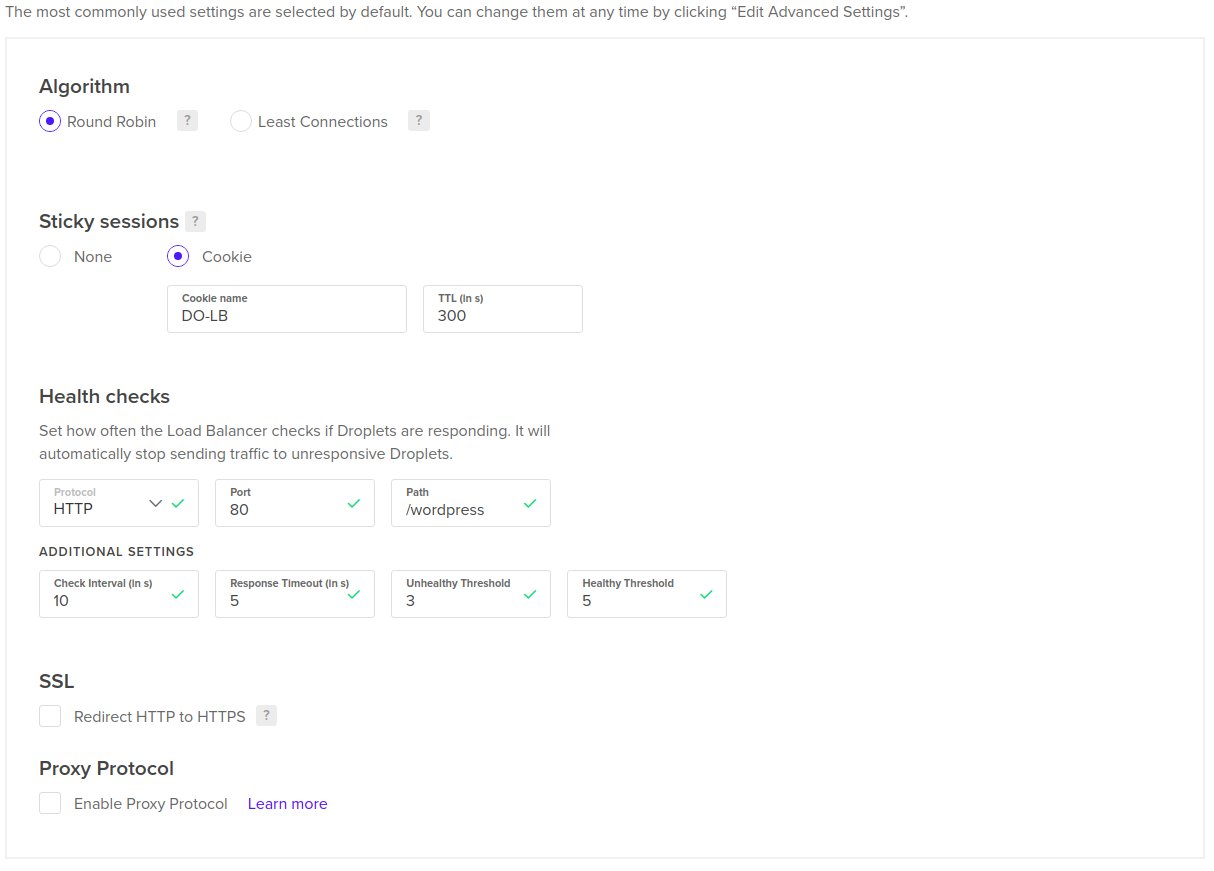 The most commonly used settings are selected by default. You can change them at any time by clicking “Edit Advanced Settings”.
Algorithm
Round Robin ? Least Connections ?
Sticky sessions ?
None Cookie
Cookie name TTL (in s)
DO-LB 300
Health checks
Set how often the Load Balancer checks if Droplets are responding. It will
automatically stop sending traffic to unresponsive Droplets.
Protocol Port Path
HTTP 80 /wordpress
ADDITIONAL SETTINGS
Check Interval (in s) Response Timeout (in s) Unhealthy Threshold Healthy Threshold
10 5 3 5
SSL
Redirect HTTP to HTTPS ?
Proxy Protocol
Enable Proxy Protocol Learn more